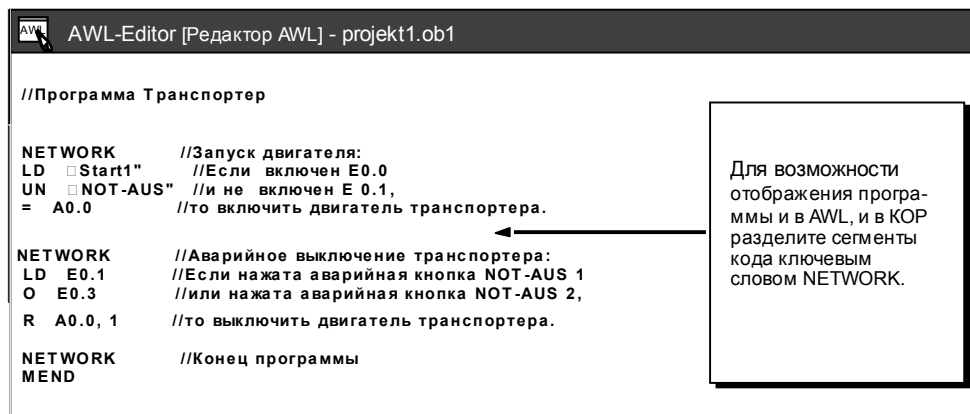 AWL
AWL-Editor [Редактор AWL] - projekt1.ob1
//Программа Транспортер
NETWORK //Запуск двигателя:
LD □Start1" //Если включен E0.0
UN □NOT-AUS" //и не включен E 0.1,
= A0.0 //то включить двигатель транспортера.
NETWORK //Аварийное выключение транспортера:
LD E0.1 //Если нажата аварийная кнопка NOT-AUS 1
O E0.3 //или нажата аварийная кнопка NOT-AUS 2,
R A0.0, 1 //то выключить двигатель транспортера.
NETWORK //Конец программы
MEND
Для возможности
отображения програ-
ммы и в AWL, и в КОР
разделите сегменты
кода ключевым
словом NETWORK.